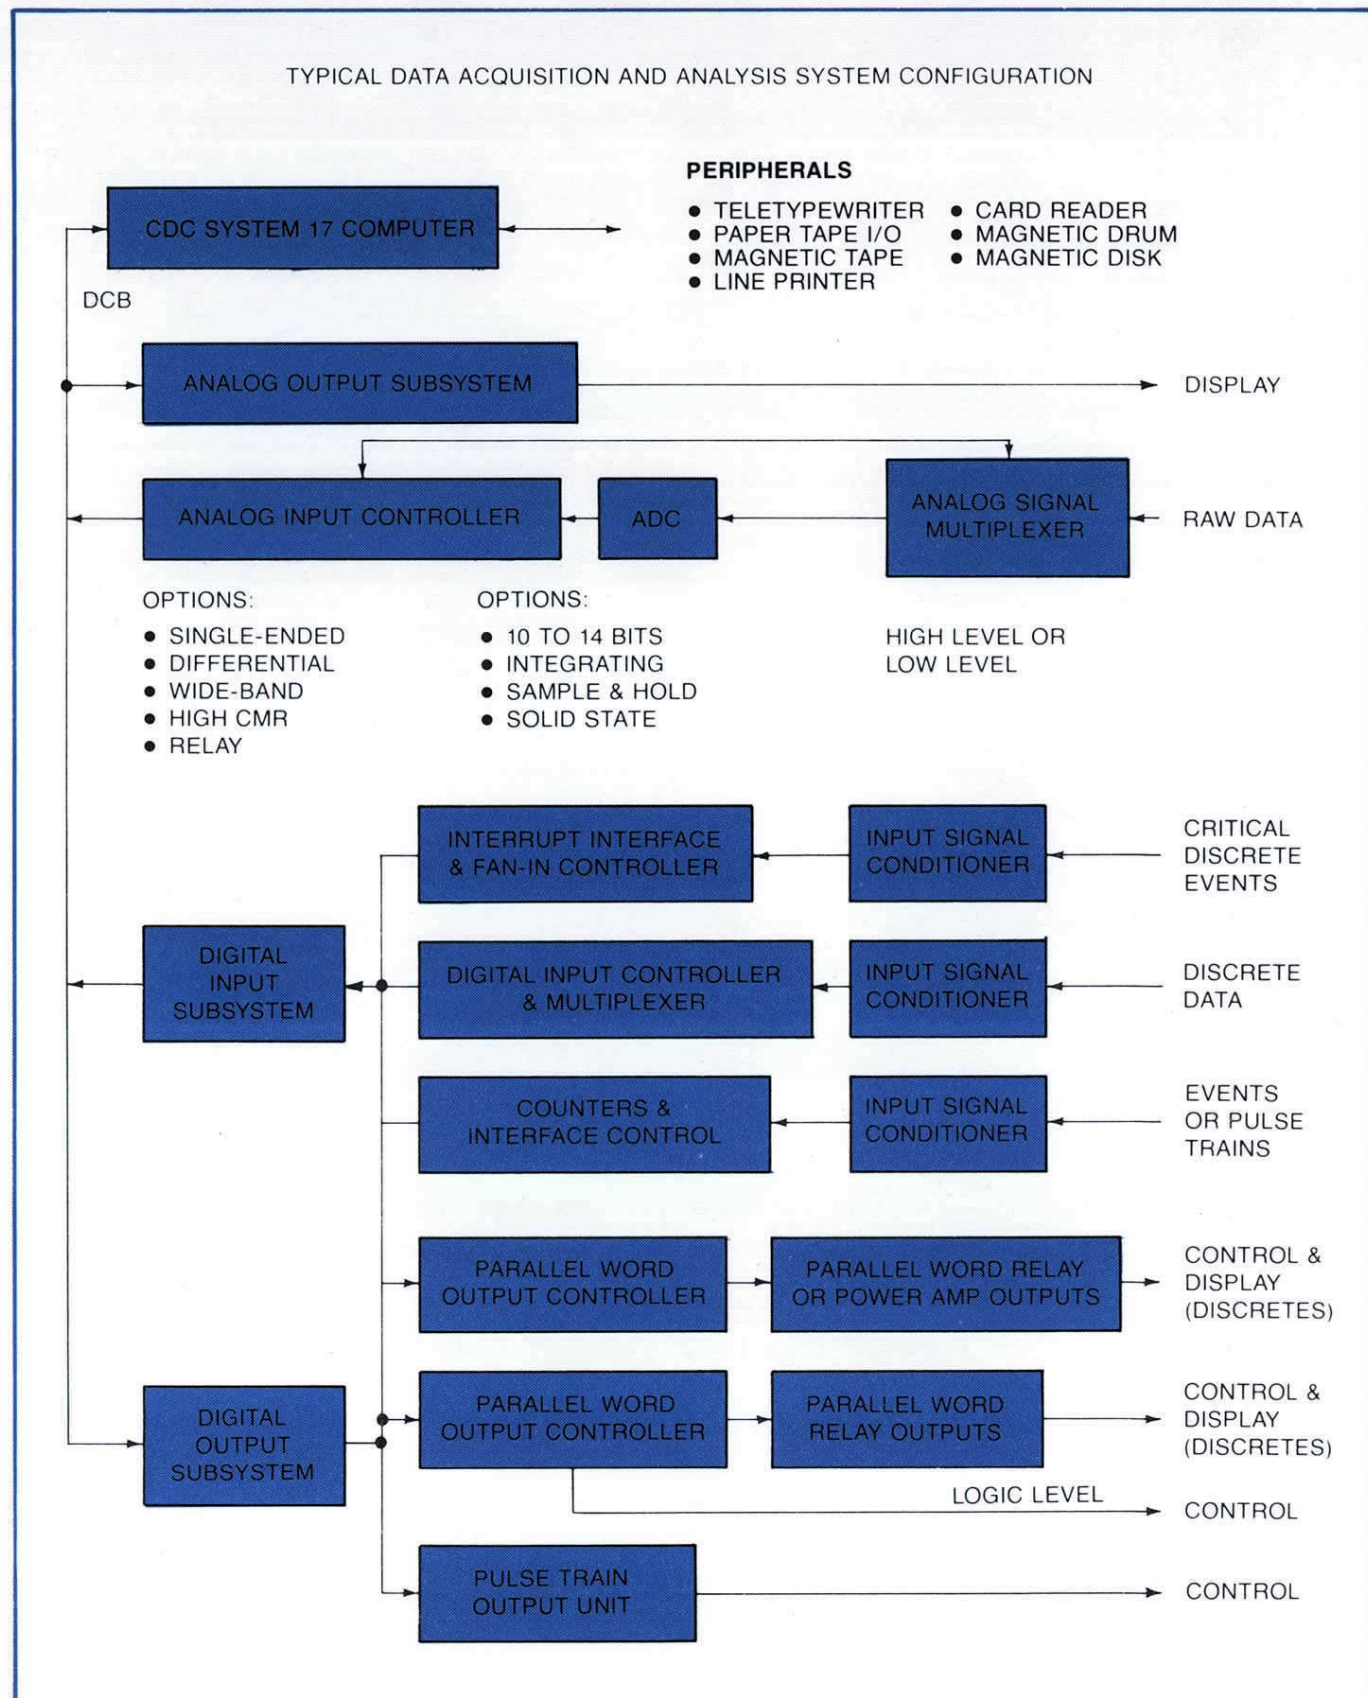 TYPICAL DATA ACQUISITION AND ANALYSIS SYSTEM CONFIGURATION
PERIPHERALS
● TELETYPEWRITER ● CARD READER
● PAPER TAPE I/O ● MAGNETIC DRUM
● MAGNETIC TAPE ● MAGNETIC DISK
● LINE PRINTER
CDC SYSTEM 17 COMPUTER
DCB
ANALOG OUTPUT SUBSYSTEM
DISPLAY
ANALOG INPUT CONTROLLER
ADC
ANALOG SIGNAL
MULTIPLEXER
RAW DATA
OPTIONS:
● SINGLE-ENDED
● DIFFERENTIAL
● WIDE-BAND
● HIGH CMR
● RELAY
OPTIONS:
● 10 TO 14 BITS
● INTEGRATING
● SAMPLE & HOLD
● SOLID STATE
HIGH LEVEL OR
LOW LEVEL
INTERRUPT INTERFACE
& FAN-IN CONTROLLER
INPUT SIGNAL
CONDITIONER
CRITICAL
DISCRETE
EVENTS
DIGITAL
INPUT
SUBSYSTEM
DIGITAL INPUT CONTROLLER
& MULTIPLEXER
INPUT SIGNAL
CONDITIONER
DISCRETE
DATA
COUNTERS &
INTERFACE CONTROL
INPUT SIGNAL
CONDITIONER
EVENTS
OR PULSE
TRAINS
PARALLEL WORD
OUTPUT CONTROLLER
PARALLEL WORD RELAY
OR POWER AMP OUTPUTS
CONTROL &
DISPLAY
(DISCRETES)
DIGITAL
OUTPUT
SUBSYSTEM
PARALLEL WORD
OUTPUT CONTROLLER
PARALLEL WORD
RELAY OUTPUTS
CONTROL &
DISPLAY
(DISCRETES)
LOGIC LEVEL
CONTROL
PULSE TRAIN
OUTPUT UNIT
CONTROL